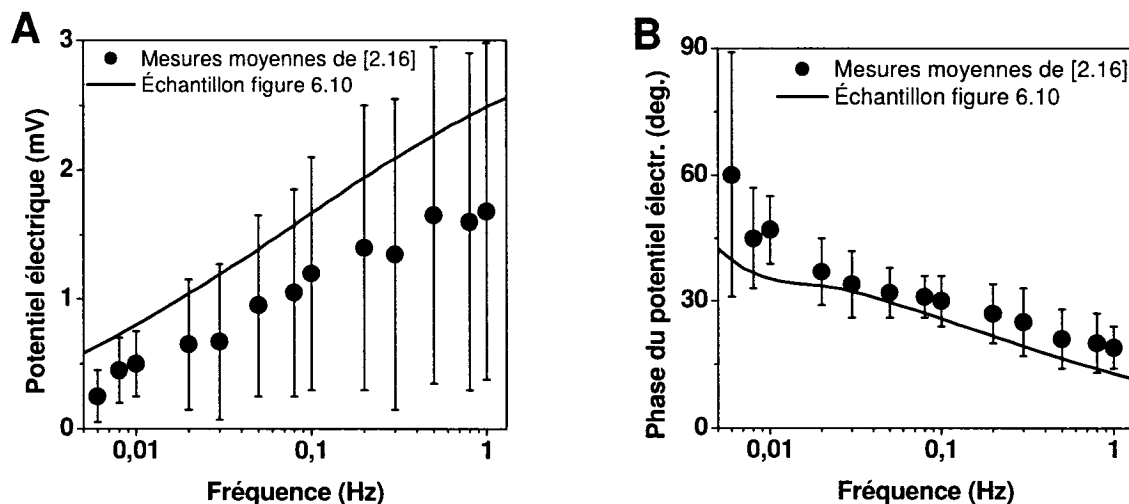 A
3
2
1
0
Potentiel électrique (mV)
Mesures moyennes de [2.16]
Échantillon figure 6.10
0,01
0,1
1
Fréquence (Hz)
B
90
60
30
0
Phase du potentiel électr. (deg.)
Mesures moyennes de [2.16]
Échantillon figure 6.10
0,01
0,1
1
Fréquence (Hz)